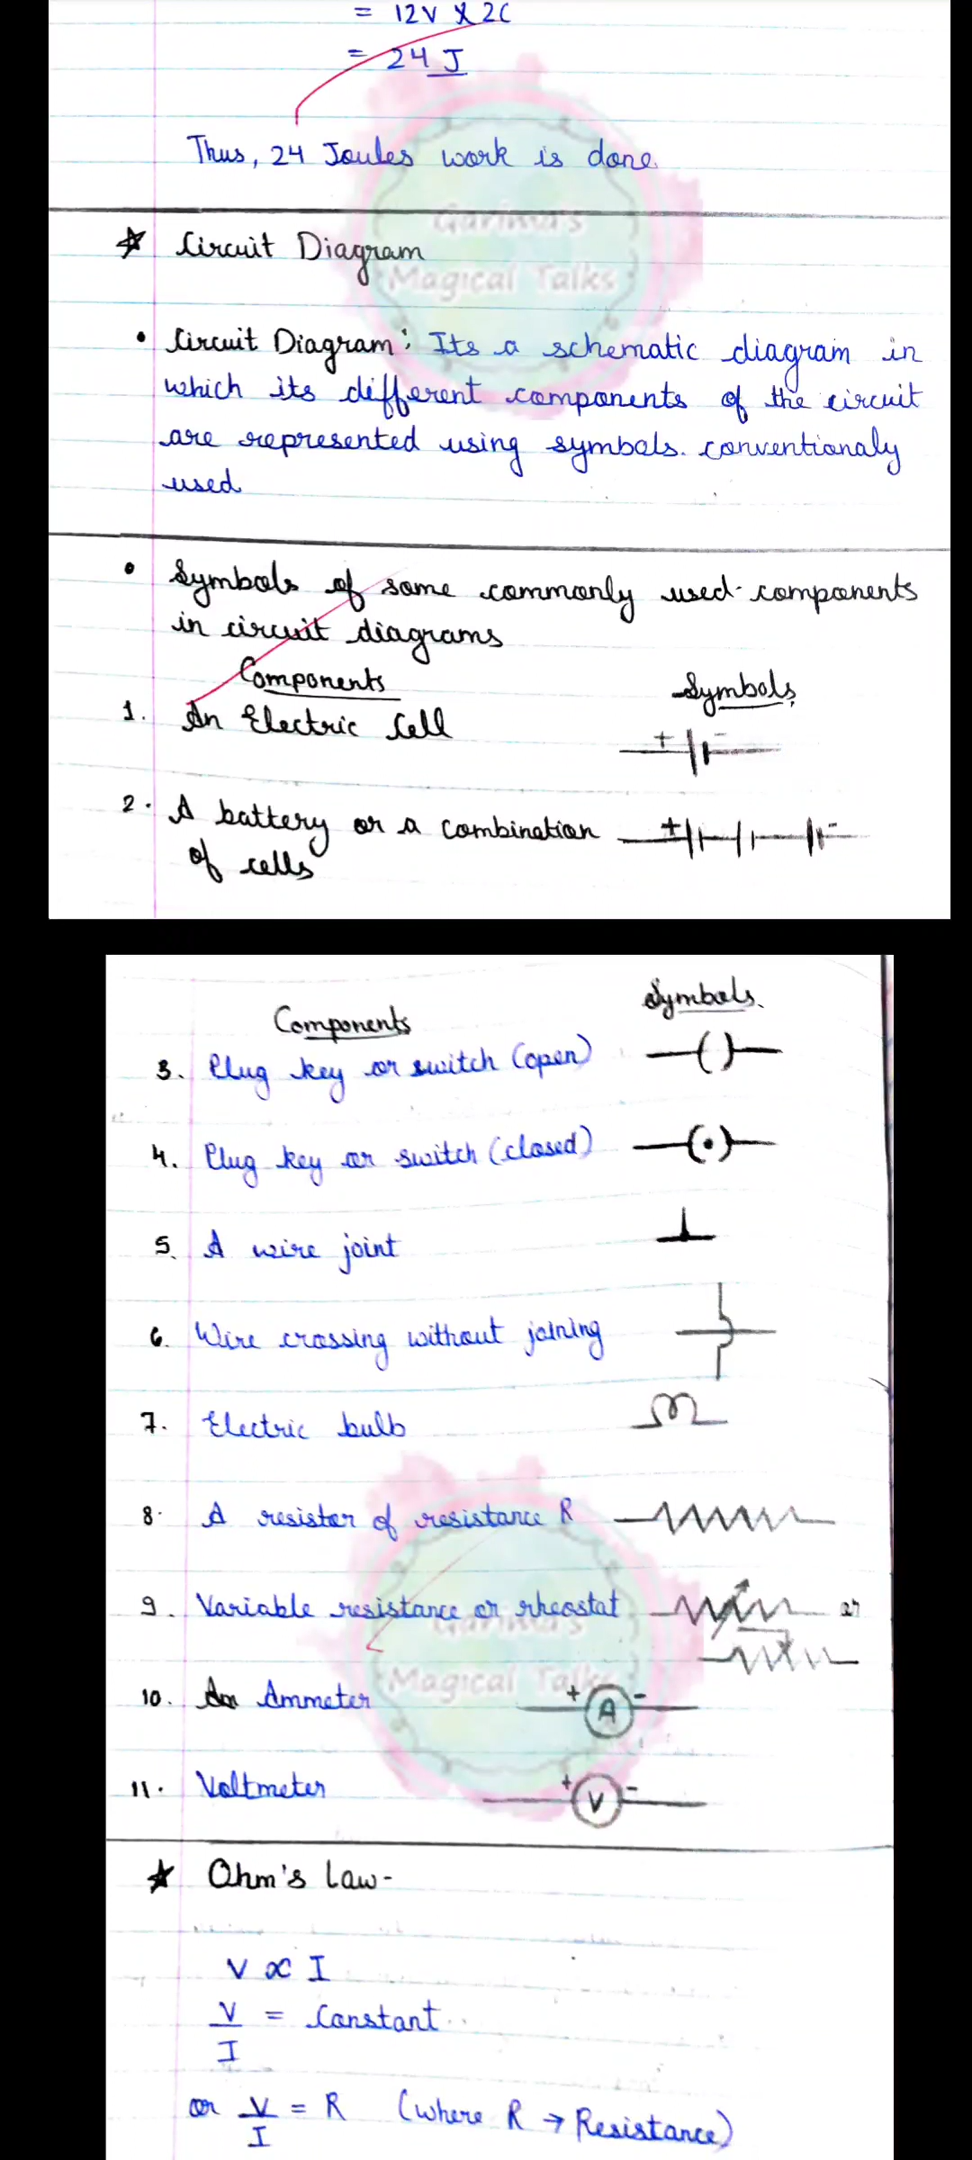 = 12V X 2C
= 24 J
Thus, 24 Joules work is done.
Garima's
Magical Talks
Circuit Diagram
• Circuit Diagram: Its a schematic diagram in
which its different components of the circuit
are represented using symbols. conventionaly
used
• Symbols of some commonly used components
in circuit diagrams
Components Symbols
1. An Electric Cell + -
2. A battery or a combination + -
of cells
Components Symbols.
3. Plug key or switch (open)
4. Plug key or switch (closed)
5. A wire joint
6. Wire crossing without joining
7. Electric bulb
8. A resistor of resistance R
9. Variable resistance or rheostat
Garima's
Magical Talks
10. An Ammeter + A -
11. Voltmeter + V -
Ohm's Law-
V ∝ I
V/I = Constant
or V/I = R (where R → Resistance)